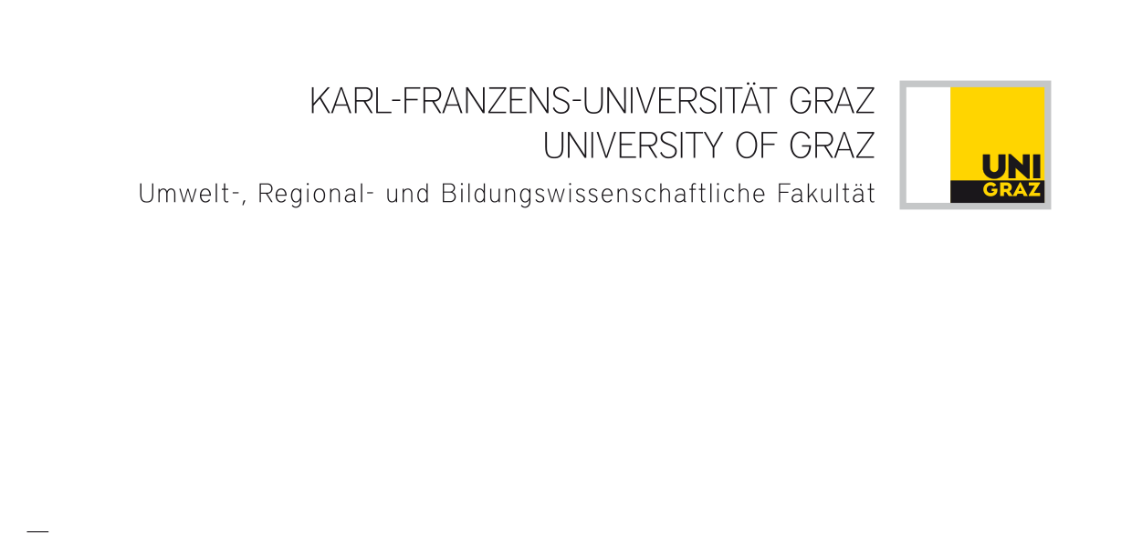 KARL-FRANZENS-UNIVERSITÄT GRAZ
UNIVERSITY OF GRAZ
Umwelt-, Regional- und Bildungswissenschaftliche Fakultät
UNI
GRAZ